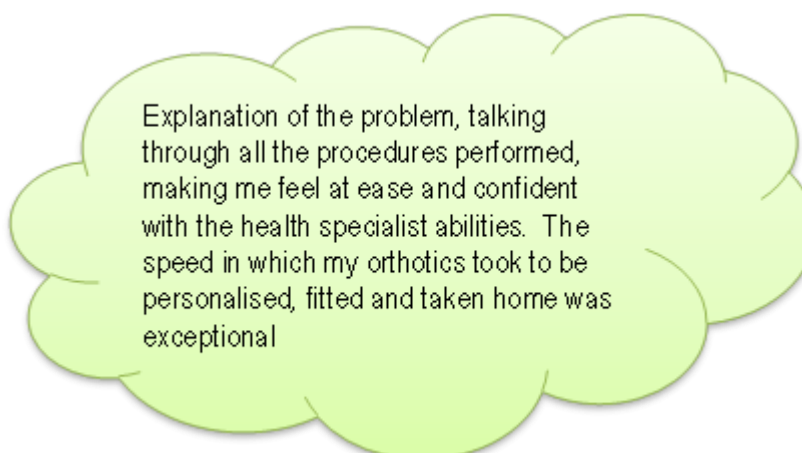 Explanation of the problem, talking
through all the procedures performed,
making me feel at ease and confident
with the health specialist abilities.  The
speed in which my orthotics took to be
personalised, fitted and taken home was
exceptional